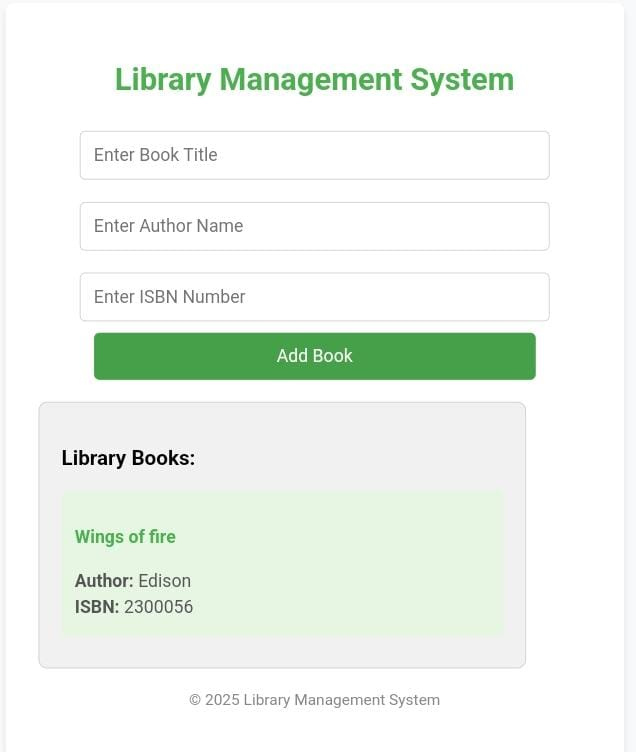 Library Management System
Enter Book Title
Enter Author Name
Enter ISBN Number
Add Book
Library Books:
Wings of fire
Author: Edison
ISBN: 2300056
© 2025 Library Management System